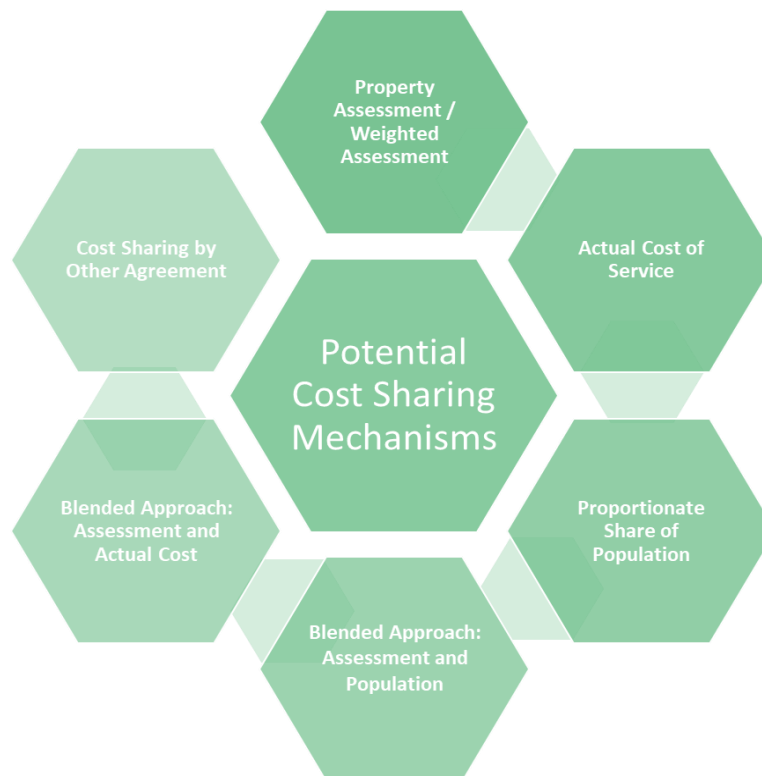 Property
Assessment /
Weighted
Assessment
Actual Cost of
Service
Proportionate
Share of
Population
Blended Approach:
Assessment and
Population
Blended Approach:
Assessment and
Actual Cost
Cost Sharing by
Other Agreement
Potential
Cost Sharing
Mechanisms